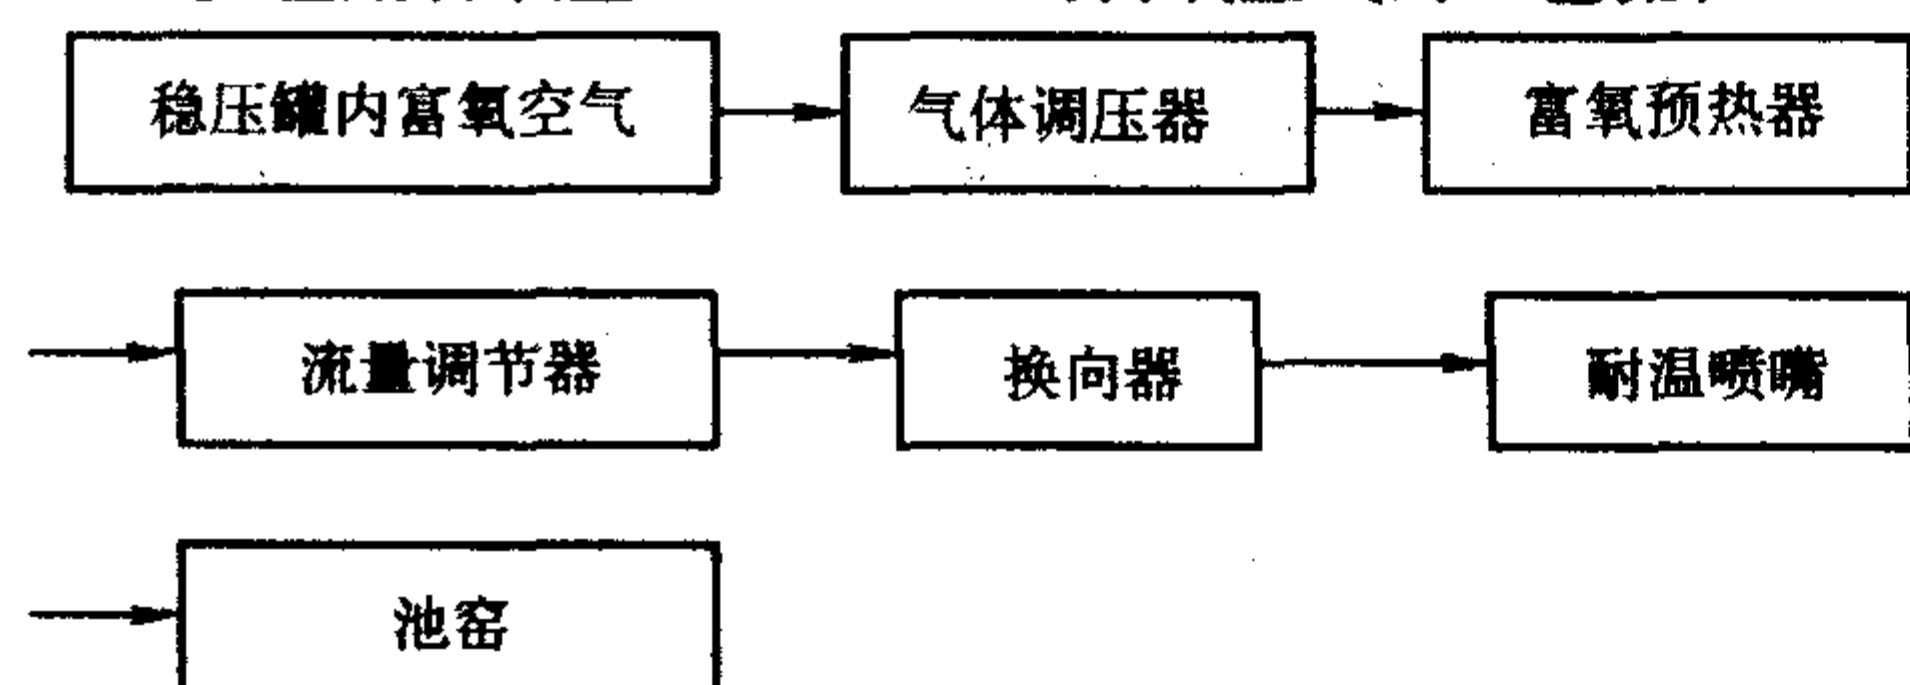 稳压罐内富氧空气 气体调压器 富氧预热器
流量调节器 换向器 耐温喷嘴
池窑